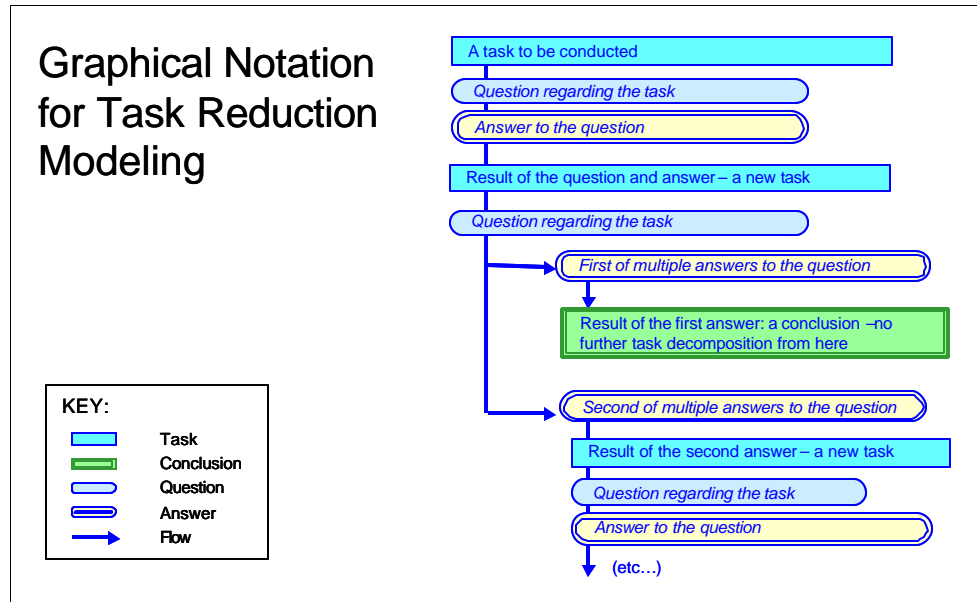 Graphical Notation
for Task Reduction
Modeling
A task to be conducted
Question regarding the task
Answer to the question
Result of the question and answer – a new task
Question regarding the task
First of multiple answers to the question
Result of the first answer: a conclusion –no
further task decomposition from here
Second of multiple answers to the question
Result of the second answer – a new task
Question regarding the task
Answer to the question
(etc…)
KEY:
Task
Conclusion
Question
Answer
Flow